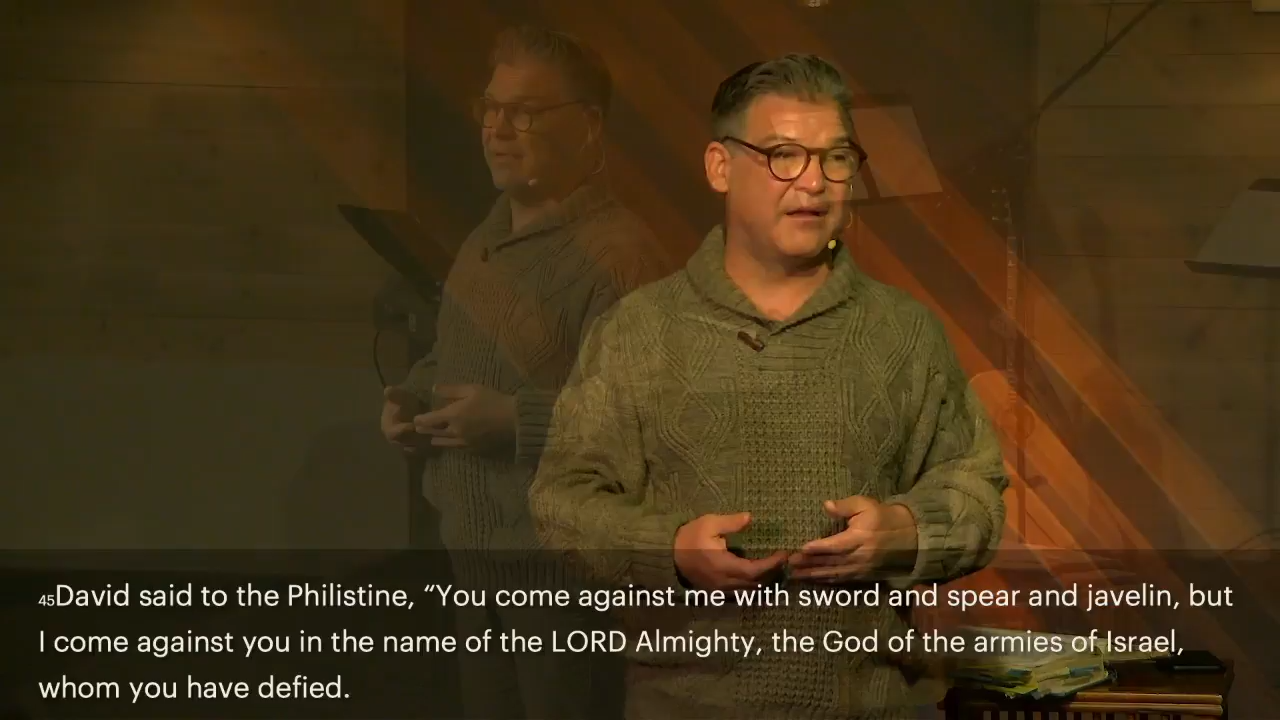 45David said to the Philistine, “You come against me with sword and spear and javelin, but
I come against you in the name of the LORD Almighty, the God of the armies of Israel,
whom you have defied.